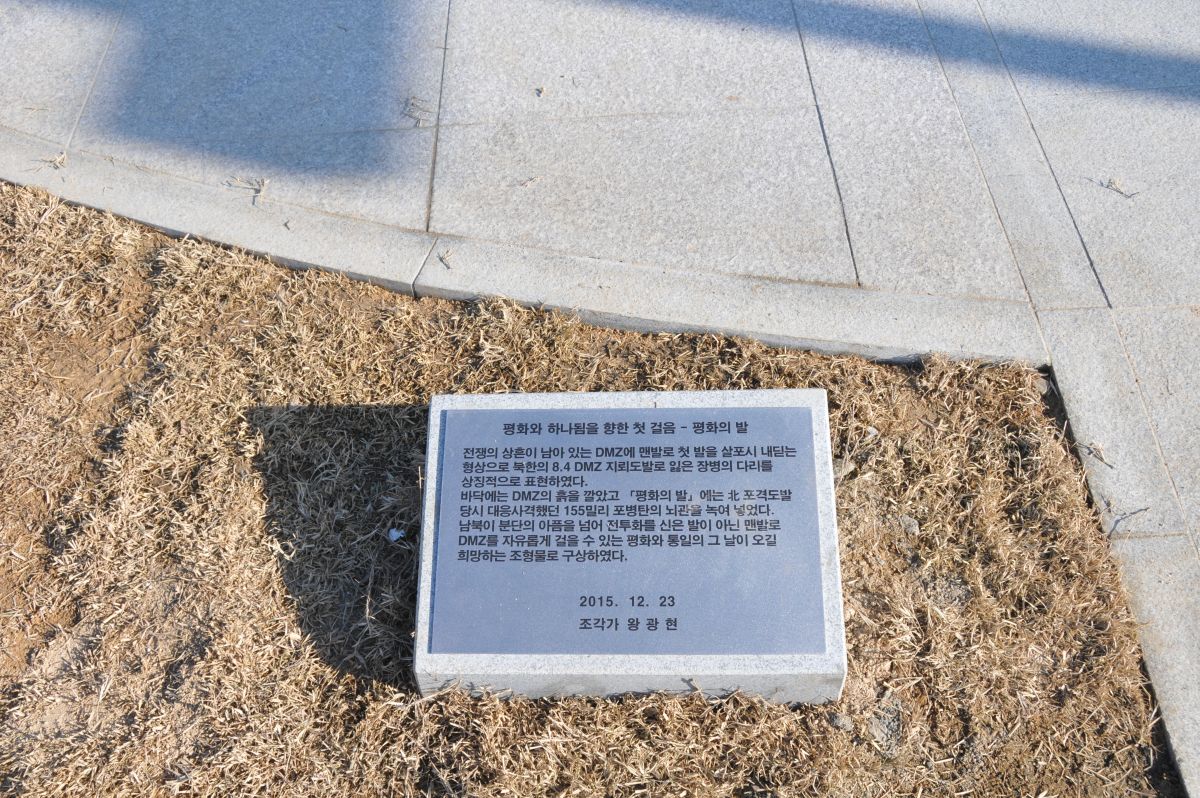 평화와 하나됨을 향한 첫 걸음 - 평화의 발
전쟁의 상흔이 남아 있는 DMZ에 맨발로 첫 발을 살포시 내딛는
형상으로 북한의 8.4 DMZ 지뢰도발로 잃은 장병의 다리를
상징적으로 표현하였다.
바닥에는 DMZ의 흙을 깔았고 「평화의 발」에는 北 포격도발
당시 대응사격했던 155밀리 포병탄의 뇌관을 녹여 넣었다.
남북이 분단의 아픔을 넘어 전투화를 신은 발이 아닌 맨발로
DMZ를 자유롭게 걸을 수 있는 평화와 통일의 그 날이 오길
희망하는 조형물로 구상하였다.
2015. 12. 23
조각가 왕 광 현